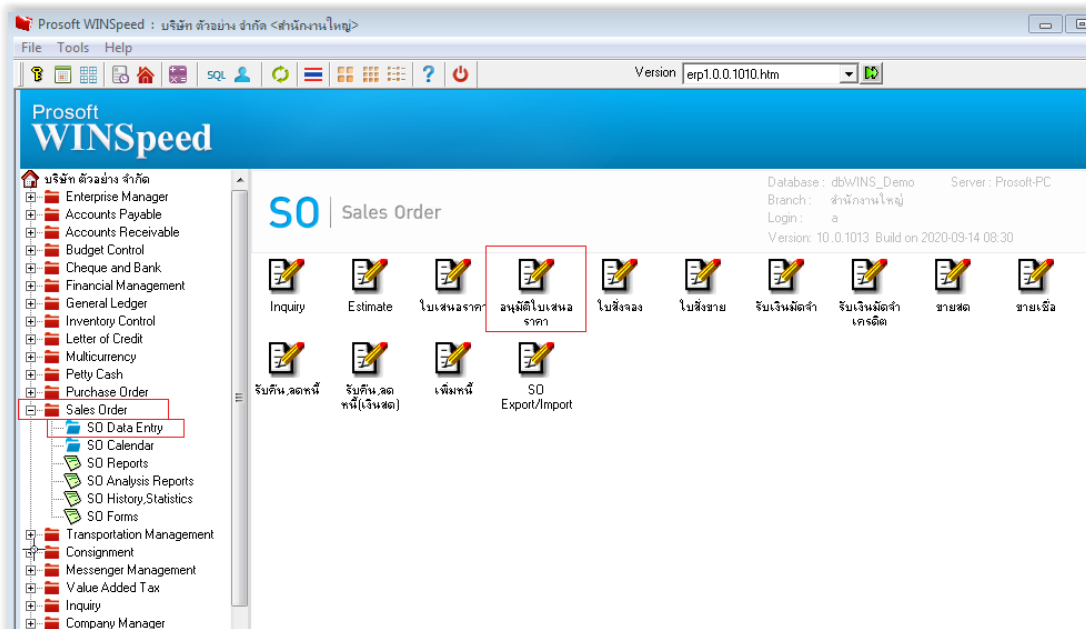 Prosoft WINSpeed : บริษัท ตัวอย่าง จำกัด <สำนักงานใหญ่>
File Tools Help
SQL
Version erp1.0.0.1010.htm
Prosoft
WINSpeed
บริษัท ตัวอย่าง จำกัด
Enterprise Manager
Accounts Payable
Accounts Receivable
Budget Control
Cheque and Bank
Financial Management
General Ledger
Inventory Control
Letter of Credit
Multicurrency
Petty Cash
Purchase Order
Sales Order
SO Data Entry
SO Calendar
SO Reports
SO Analysis Reports
SO History,Statistics
SO Forms
Transportation Management
Consignment
Messenger Management
Value Added Tax
Inquiry
Company Manager
SO Sales Order
Database : dbWINS_Demo Server : Prosoft-PC
Branch : สำนักงานใหญ่
Login : a
Version: 10.0.1013 Build on 2020-09-14 08:30
Inquiry
Estimate
ใบเสนอราคา
อนุมัติใบเสนอ
ราคา
ใบสั่งจอง
ใบสั่งขาย
รับเงินมัดจำ
รับเงินมัดจำ
เครดิต
ขายสด
ขายเชื่อ
รับคืน,ลดหนี้
รับคืน,ลด
หนี้(เงินสด)
เพิ่มหนี้
SO
Export/Import